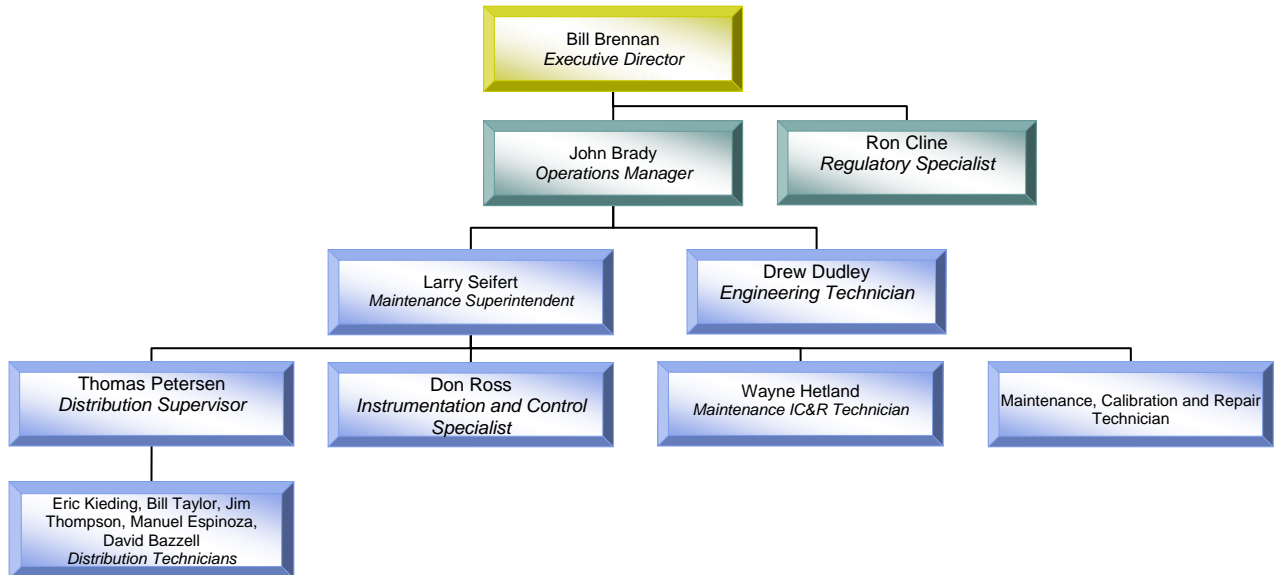 Bill Brennan
Executive Director
John Brady
Operations Manager
Ron Cline
Regulatory Specialist
Larry Seifert
Maintenance Superintendent
Drew Dudley
Engineering Technician
Thomas Petersen
Distribution Supervisor
Don Ross
Instrumentation and Control
Specialist
Wayne Hetland
Maintenance IC&R Technician
Maintenance, Calibration and Repair
Technician
Eric Kieding, Bill Taylor, Jim
Thompson, Manuel Espinoza,
David Bazzell
Distribution Technicians